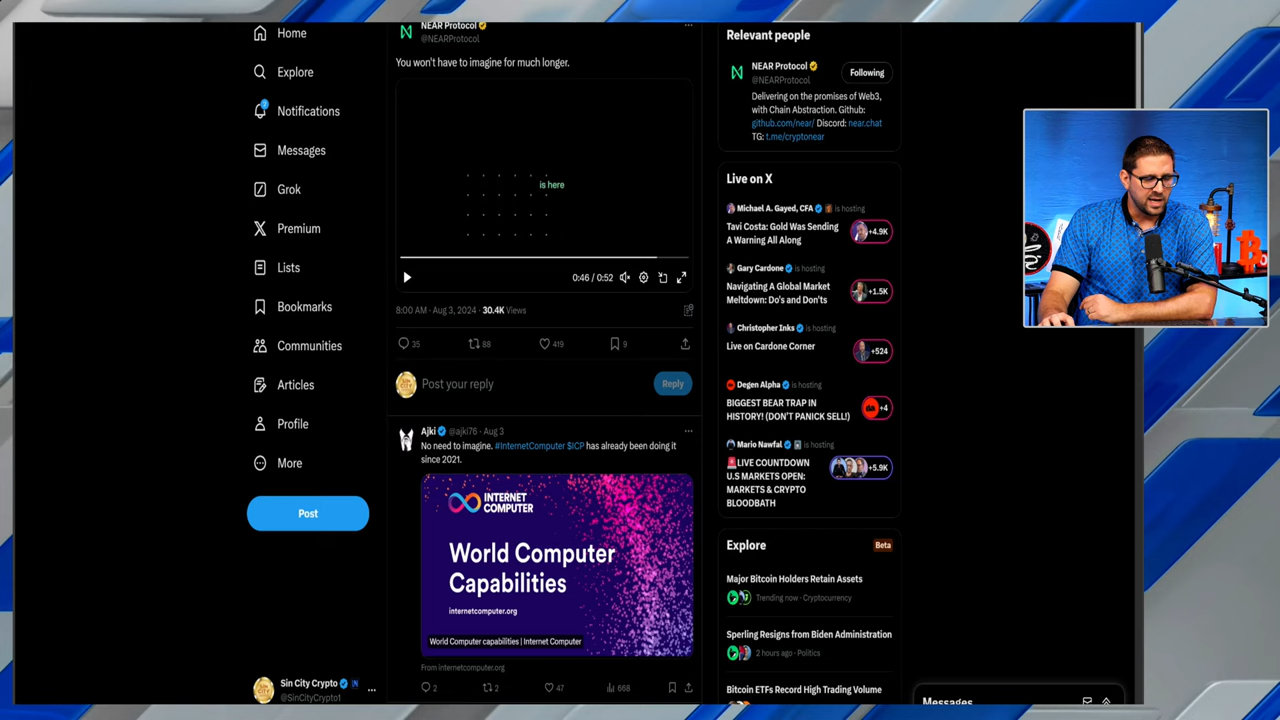 Home
Explore
2
Notifications
Messages
Grok
Premium
Lists
Bookmarks
Communities
Articles
Profile
More
Post
Sin City Crypto
@SinCityCrypto1
NEAR Protocol
@NEARProtocol
You won't have to imagine for much longer.
is here
0:46 / 0:52
8:00 AM · Aug 3, 2024 · 30.4K Views
35 88 419 9
Post your reply
Reply
Ajki @ajki76 · Aug 3
No need to imagine. #InternetComputer $ICP has already been doing it
since 2021.
INTERNET
COMPUTER
World Computer
Capabilities
internetcomputer.org
World Computer capabilities | Internet Computer
From internetcomputer.org
2 2 47 668
Relevant people
NEAR Protocol
@NEARProtocol
Following
Delivering on the promises of Web3,
with Chain Abstraction. Github:
github.com/near/ Discord: near.chat
TG: t.me/cryptonear
Live on X
Michael A. Gayed, CFA is hosting
Tavi Costa: Gold Was Sending
A Warning All Along
+4.9K
Gary Cardone is hosting
Navigating A Global Market
Meltdown: Do's and Don'ts
+1.5K
Christopher Inks is hosting
Live on Cardone Corner
+524
Degen Alpha is hosting
BIGGEST BEAR TRAP IN
HISTORY! (DON'T PANICK SELL!)
+4
Mario Nawfal is hosting
🚨LIVE COUNTDOWN
U.S MARKETS OPEN:
MARKETS & CRYPTO
BLOODBATH
+5.9K
Explore
Beta
Major Bitcoin Holders Retain Assets
Trending now · Cryptocurrency
Sperling Resigns from Biden Administration
2 hours ago · Politics
Bitcoin ETFs Record High Trading Volume
Messages